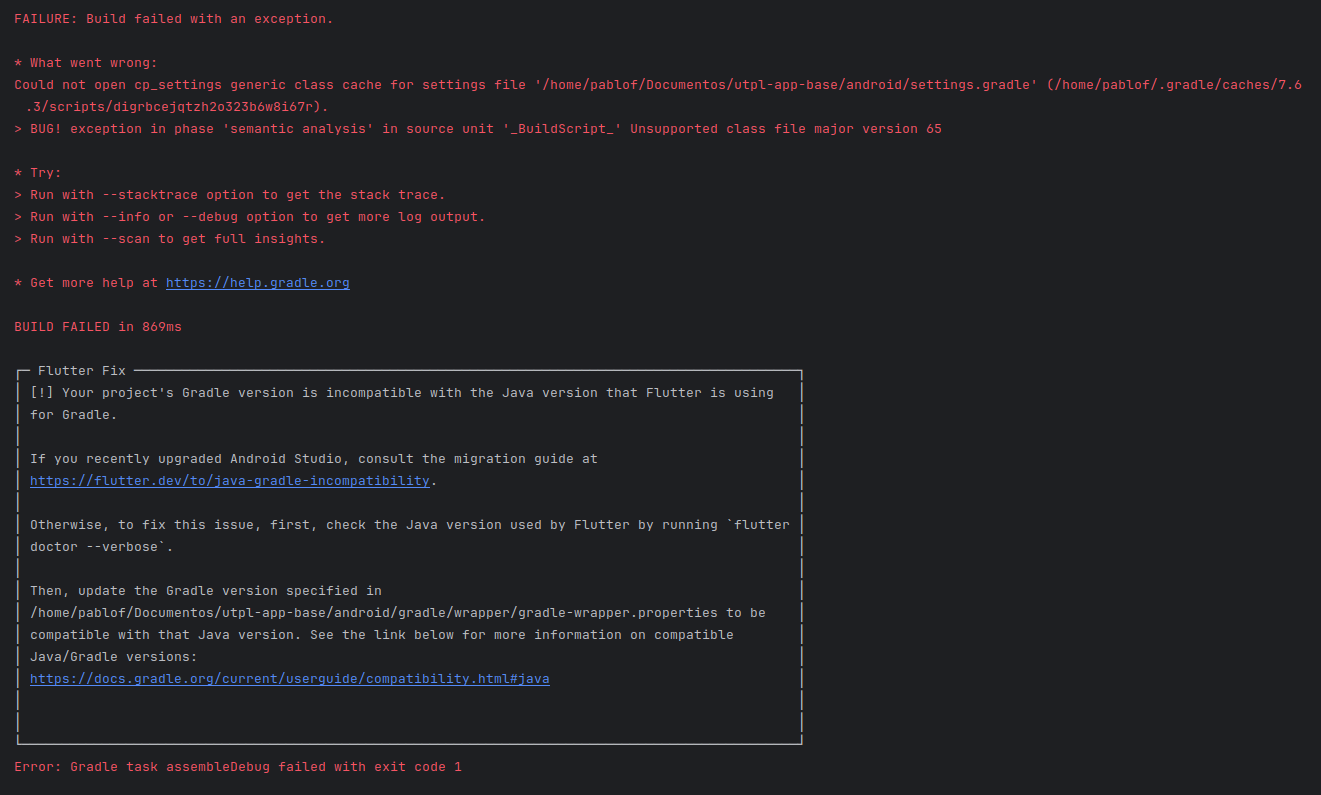 FAILURE: Build failed with an exception.
* What went wrong:
Could not open cp_settings generic class cache for settings file '/home/pablof/Documentos/utpl-app-base/android/settings.gradle' (/home/pablof/.gradle/caches/7.6
.3/scripts/digrbcejqtzh2o323b6w8i67r).
> BUG! exception in phase 'semantic analysis' in source unit '_BuildScript_' Unsupported class file major version 65
* Try:
> Run with --stacktrace option to get the stack trace.
> Run with --info or --debug option to get more log output.
> Run with --scan to get full insights.
* Get more help at https://help.gradle.org
BUILD FAILED in 869ms
Flutter Fix
[!] Your project's Gradle version is incompatible with the Java version that Flutter is using
for Gradle.
If you recently upgraded Android Studio, consult the migration guide at
https://flutter.dev/to/java-gradle-incompatibility.
Otherwise, to fix this issue, first, check the Java version used by Flutter by running `flutter
doctor --verbose`.
Then, update the Gradle version specified in
/home/pablof/Documentos/utpl-app-base/android/gradle/wrapper/gradle-wrapper.properties to be
compatible with that Java version. See the link below for more information on compatible
Java/Gradle versions:
https://docs.gradle.org/current/userguide/compatibility.html#java
Error: Gradle task assembleDebug failed with exit code 1